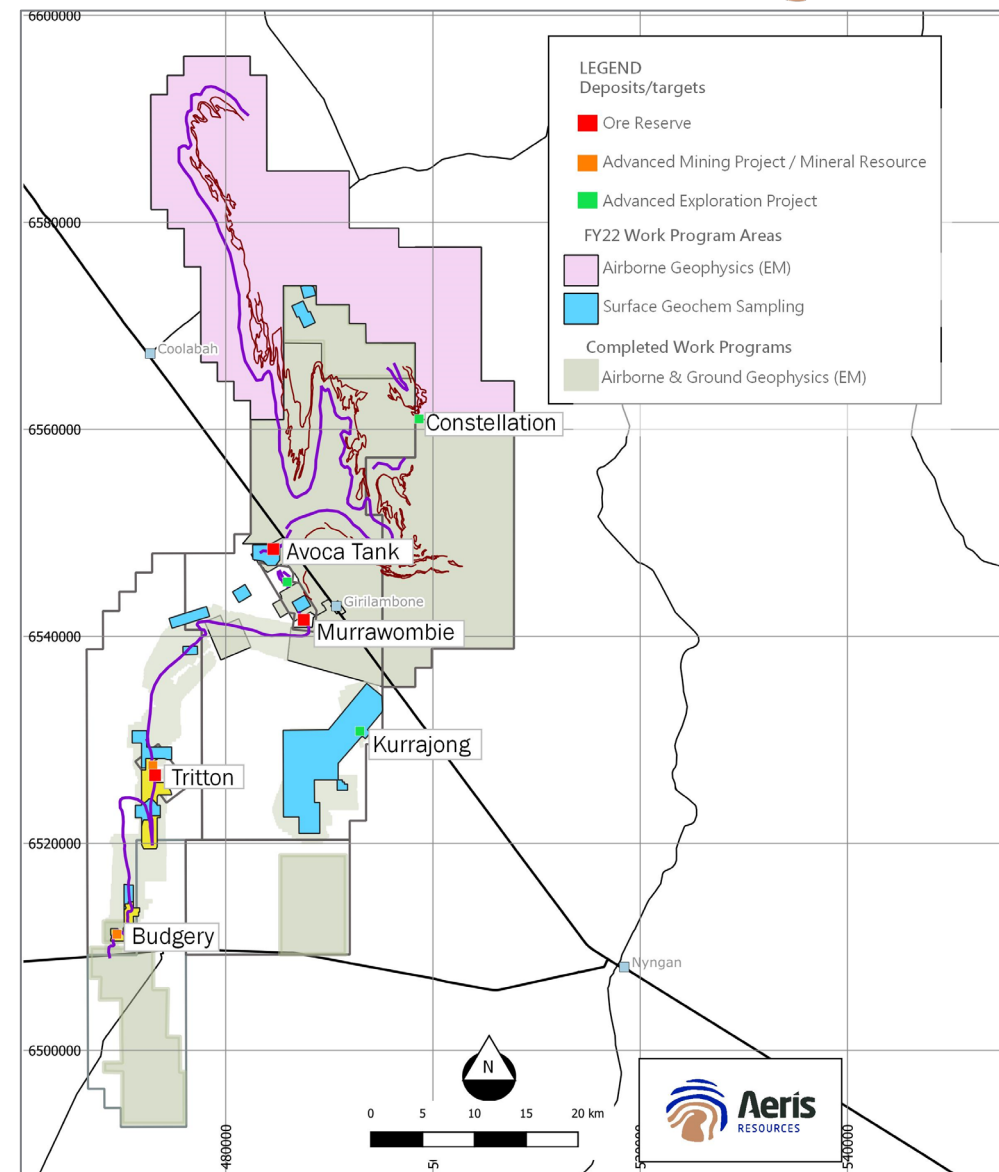 6600000
LEGEND
Deposits/targets
Ore Reserve
Advanced Mining Project / Mineral Resource
Advanced Exploration Project
FY22 Work Program Areas
Airborne Geophysics (EM)
Surface Geochem Sampling
Completed Work Programs
Airborne & Ground Geophysics (EM)
6580000
Coolabah
Constellation
6560000
Avoca Tank
Girilambone
Murrawombie
6540000
Kurrajong
Tritton
6520000
Budgery
Nyngan
6500000
N
0 5 10 15 20 km
Aeris
RESOURCES